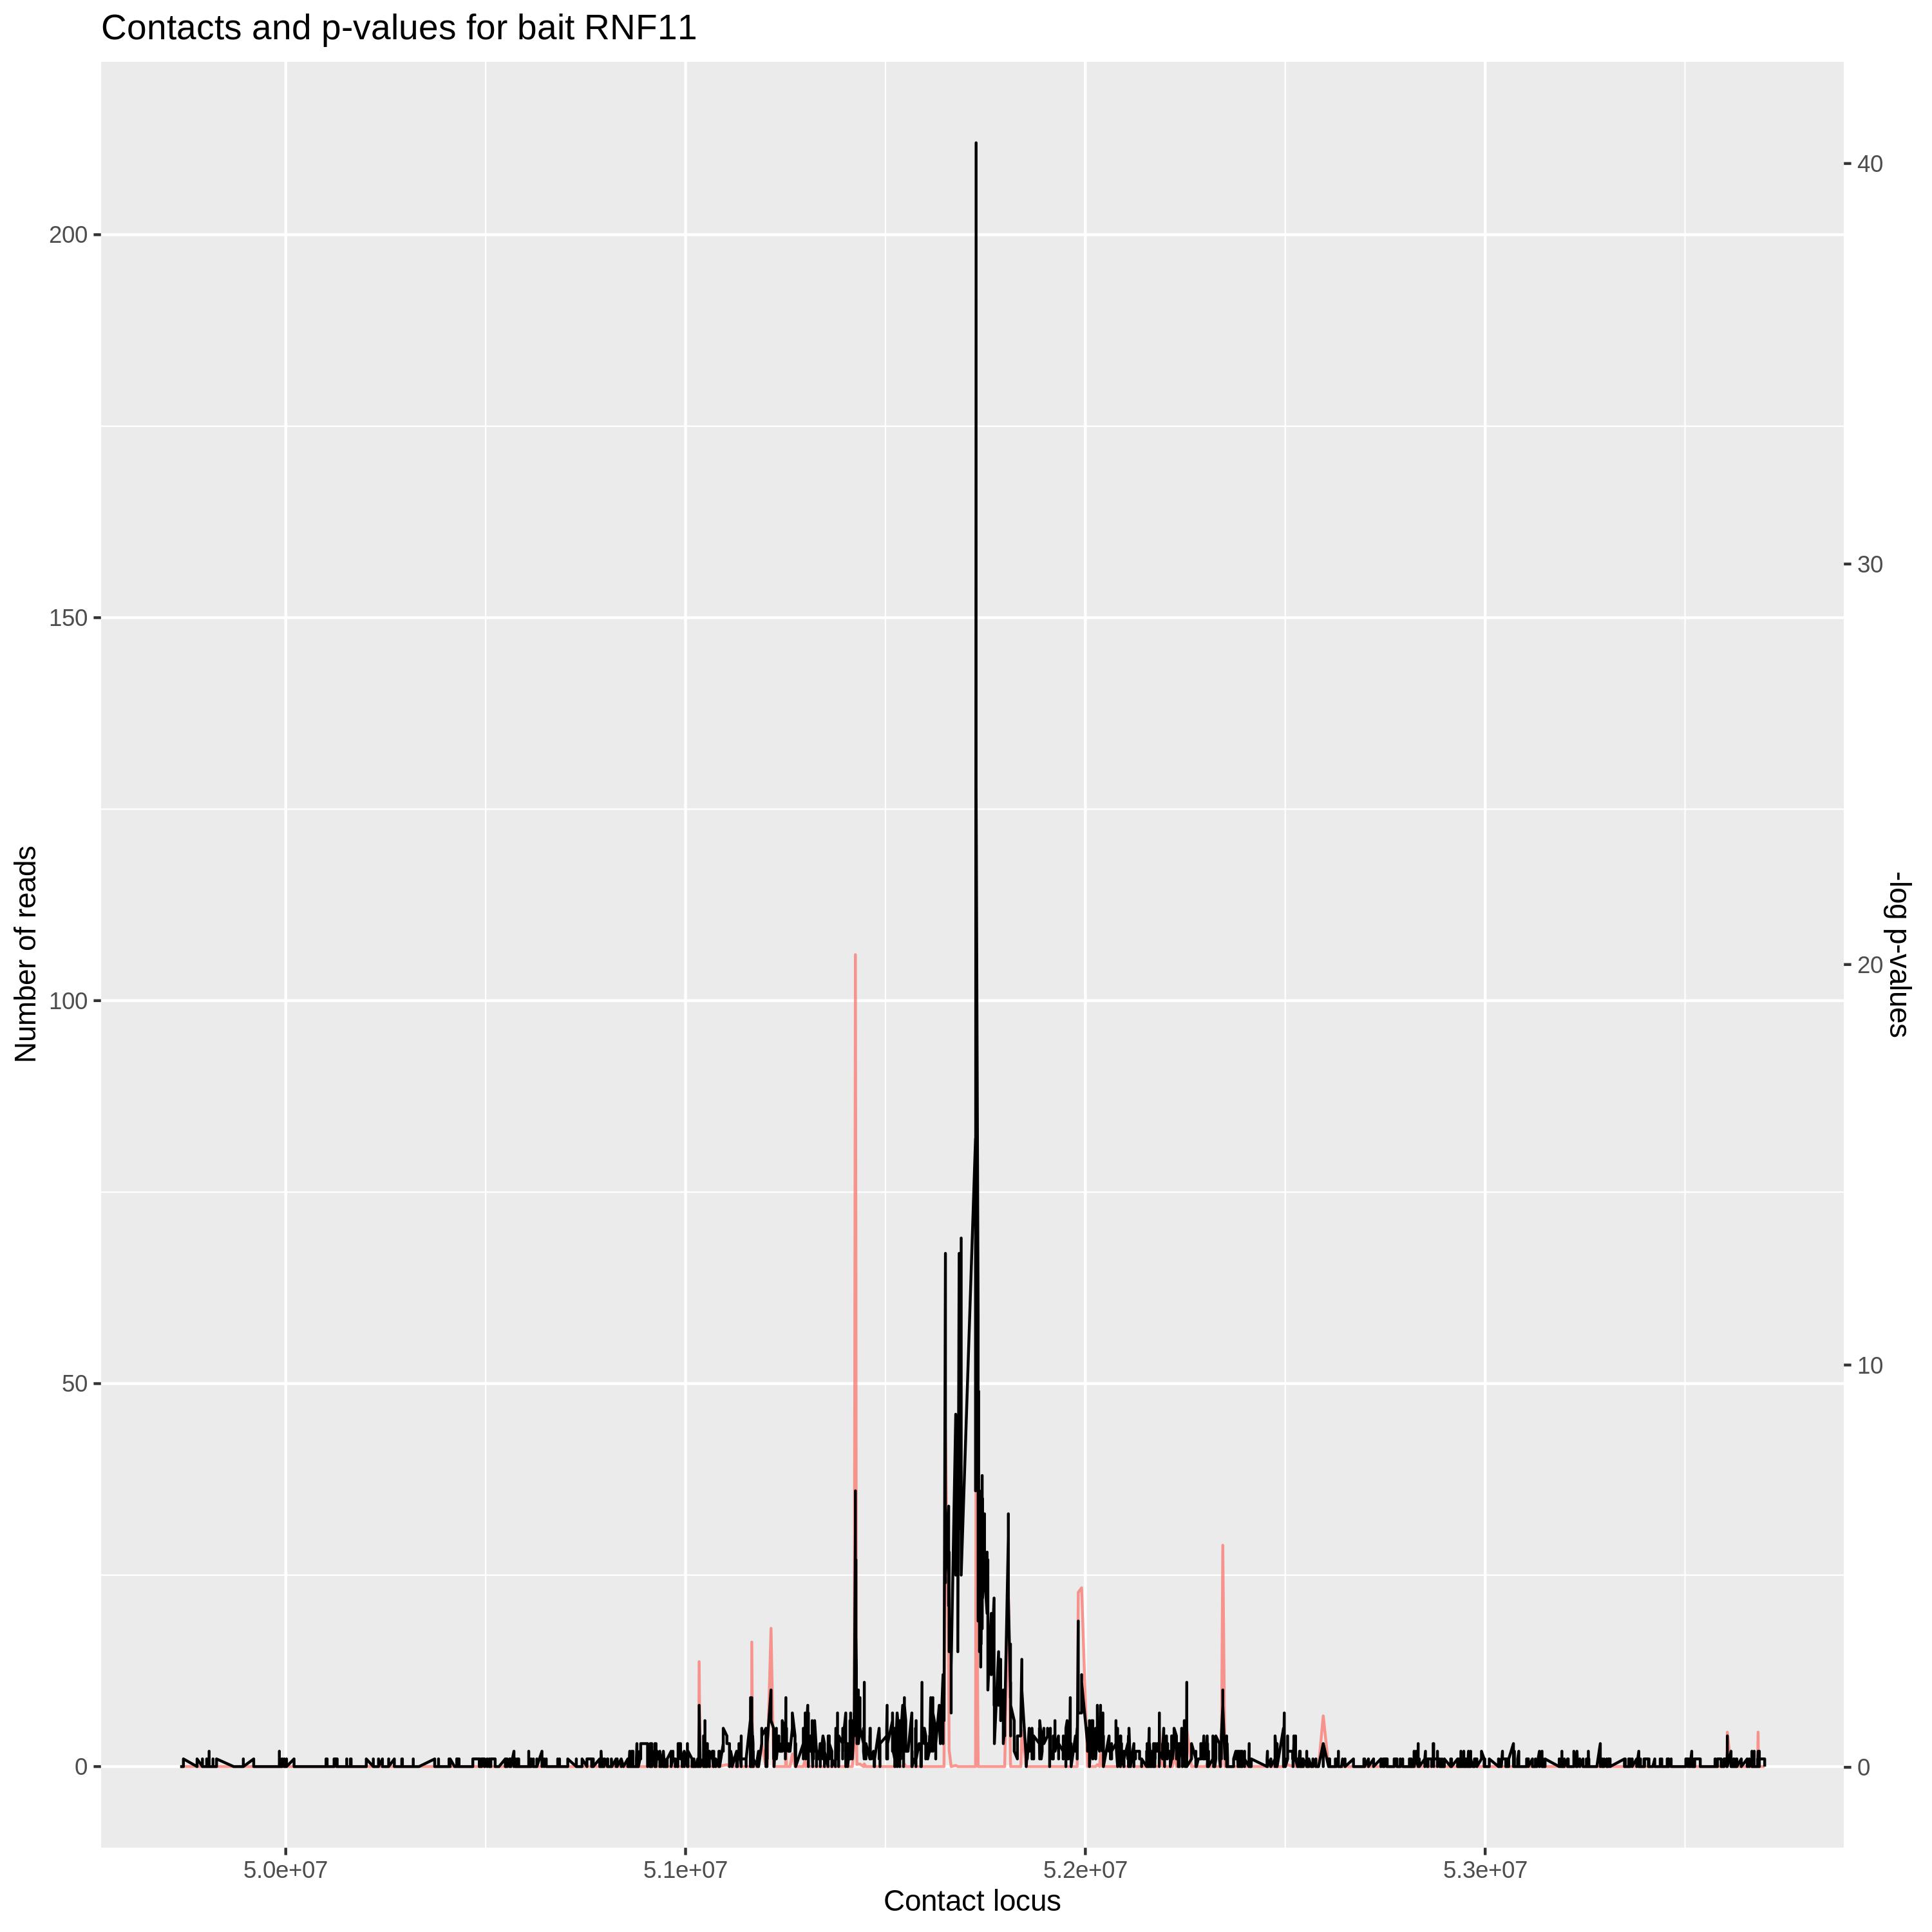 Contacts and p-values for bait RNF11
Number of reads
200
150
100
50
0
40
30
20
10
0
-log p-values
5.0e+07
5.1e+07
5.2e+07
5.3e+07
Contact locus